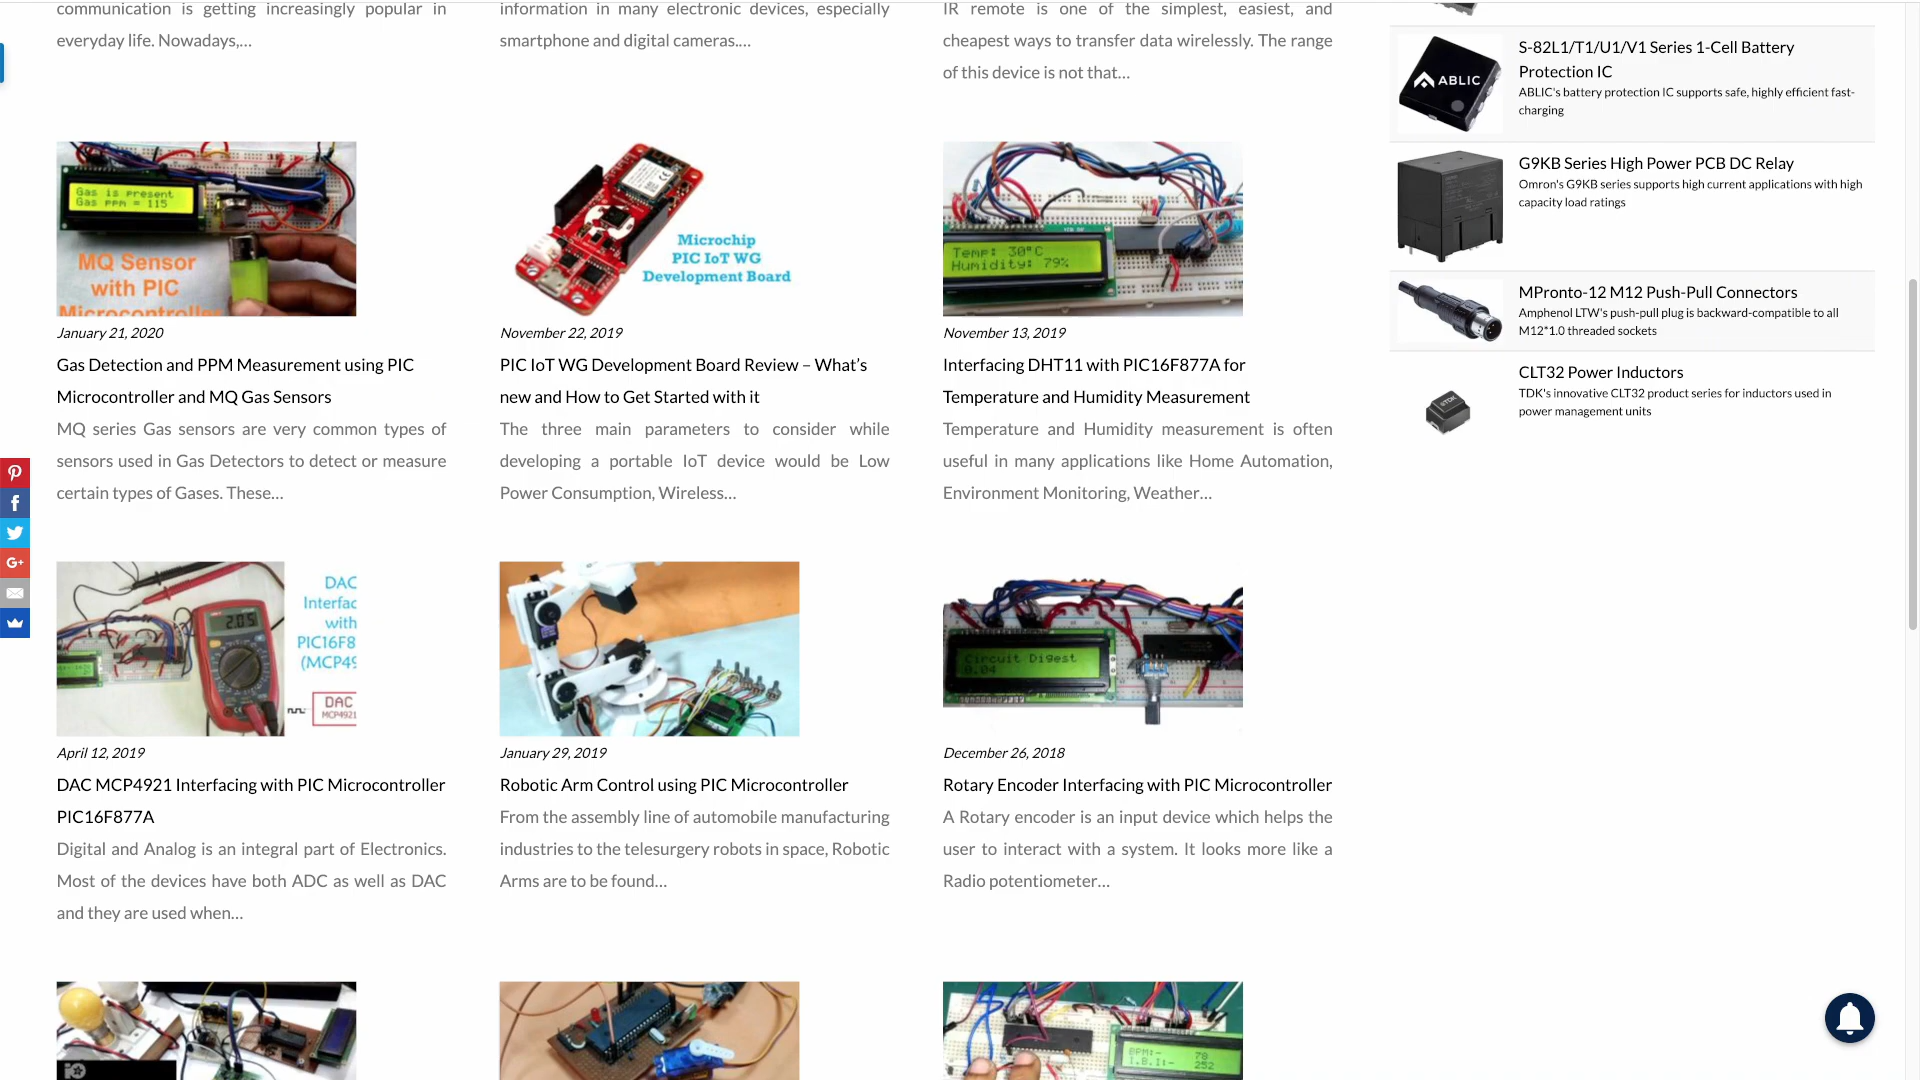 communication is getting increasingly popular in
everyday life. Nowadays,...
information in many electronic devices, especially
smartphone and digital cameras....
IR remote is one of the simplest, easiest, and
cheapest ways to transfer data wirelessly. The range
of this device is not that...
Gas is present
Gas ppm = 115
MQ Sensor
with PIC
Microcontroller
January 21, 2020
Gas Detection and PPM Measurement using PIC
Microcontroller and MQ Gas Sensors
MQ series Gas sensors are very common types of
sensors used in Gas Detectors to detect or measure
certain types of Gases. These...
Microchip
PIC IoT WG
Development Board
November 22, 2019
PIC IoT WG Development Board Review – What's
new and How to Get Started with it
The three main parameters to consider while
developing a portable IoT device would be Low
Power Consumption, Wireless...
Temp: 30°C
Humidity: 79%
November 13, 2019
Interfacing DHT11 with PIC16F877A for
Temperature and Humidity Measurement
Temperature and Humidity measurement is often
useful in many applications like Home Automation,
Environment Monitoring, Weather...
2.05
DAC
Interfac
with
PIC16F8
(MCP49
DAC
MCP4921
April 12, 2019
DAC MCP4921 Interfacing with PIC Microcontroller
PIC16F877A
Digital and Analog is an integral part of Electronics.
Most of the devices have both ADC as well as DAC
and they are used when...
January 29, 2019
Robotic Arm Control using PIC Microcontroller
From the assembly line of automobile manufacturing
industries to the telesurgery robots in space, Robotic
Arms are to be found...
Circuit Digest
0.04
December 26, 2018
Rotary Encoder Interfacing with PIC Microcontroller
A Rotary encoder is an input device which helps the
user to interact with a system. It looks more like a
Radio potentiometer...
BPM:- 78
I.B.I:- 252
ABLIC
S-82L1/T1/U1/V1 Series 1-Cell Battery
Protection IC
ABLIC's battery protection IC supports safe, highly efficient fast-
charging
G9KB Series High Power PCB DC Relay
Omron's G9KB series supports high current applications with high
capacity load ratings
MPronto-12 M12 Push-Pull Connectors
Amphenol LTW's push-pull plug is backward-compatible to all
M12*1.0 threaded sockets
TDK
CLT32 Power Inductors
TDK's innovative CLT32 product series for inductors used in
power management units
G+